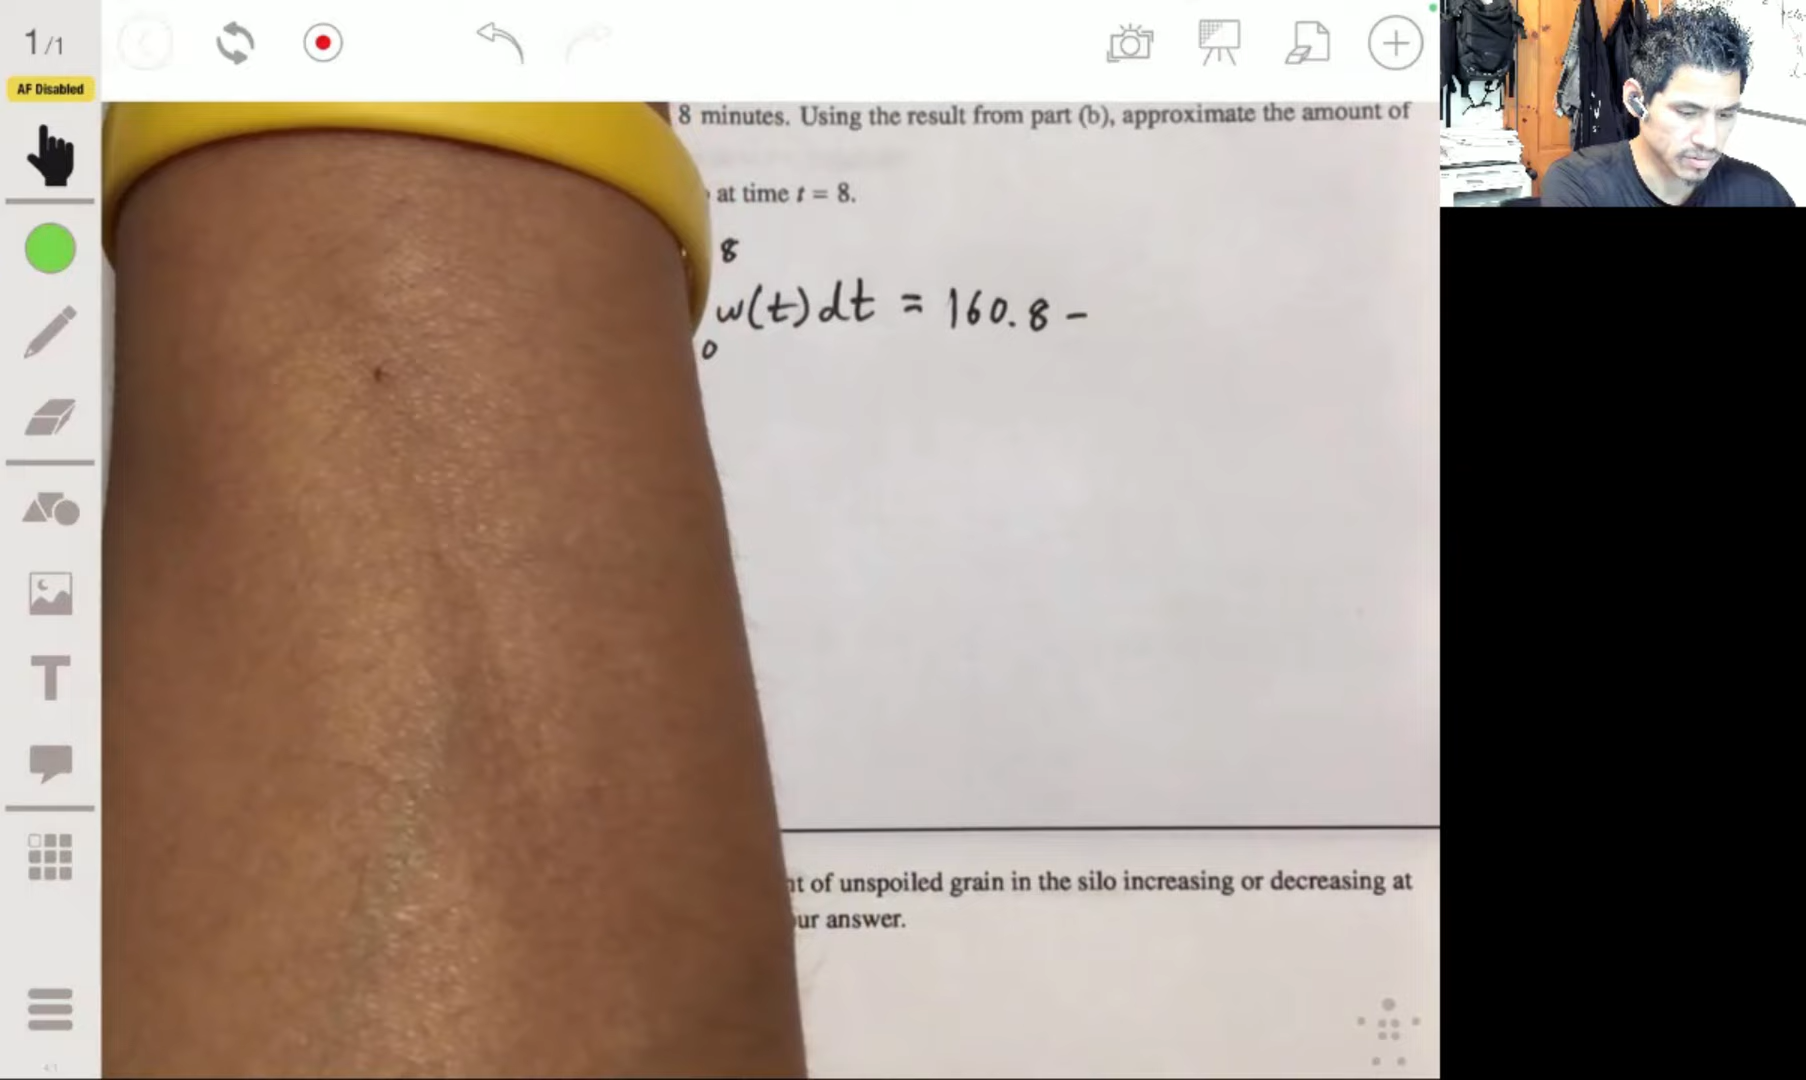 1/1
AF Disabled
8 minutes. Using the result from part (b), approximate the amount of
at time t = 8.
8
w(t) dt = 160.8 -
0
T
of unspoiled grain in the silo increasing or decreasing at
answer.